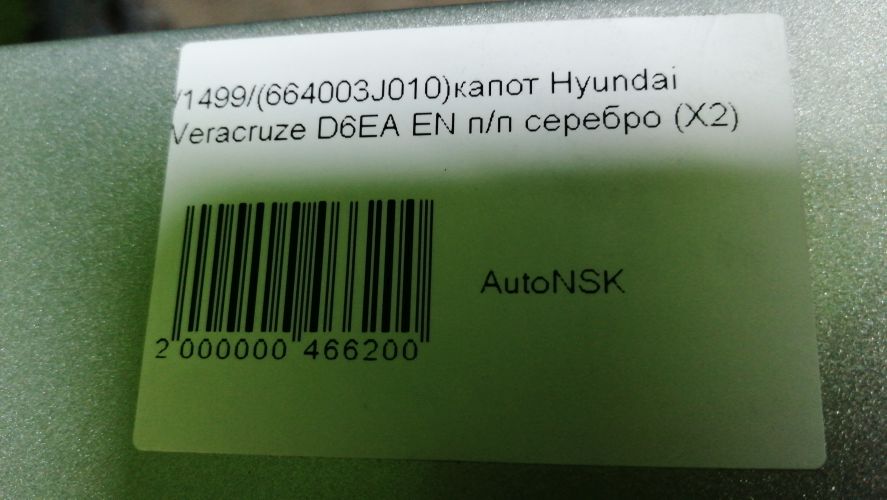 /1499/(664003J010)капот Hyundai
Veracruze D6EA EN п/п серебро (X2)
AutoNSK
2 000000 466200